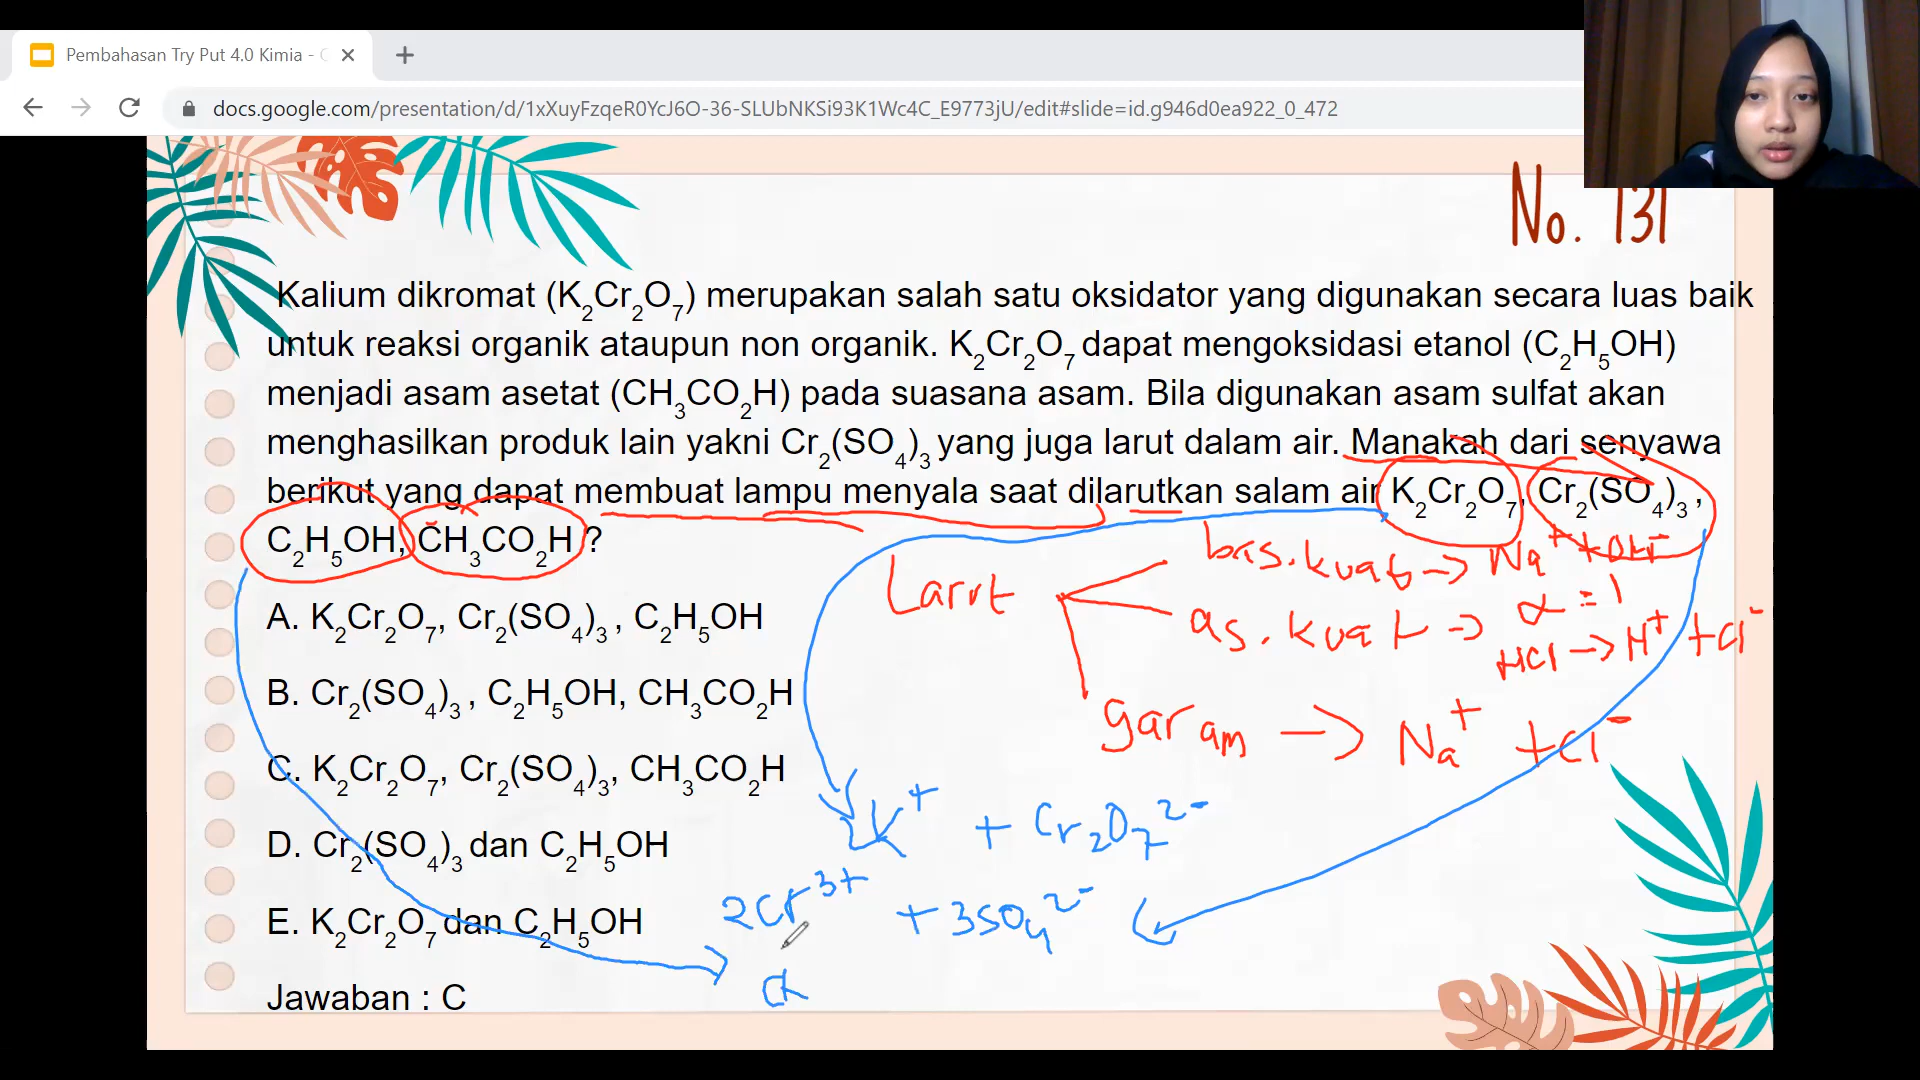 Pembahasan Try Put 4.0 Kimia -
docs.google.com/presentation/d/1xXuyFzqeR0YcJ6O-36-SLUbNKSi93K1Wc4C_E9773jU/edit#slide=id.g946d0ea922_0_472
No. 131
Kalium dikromat (K2Cr2O7) merupakan salah satu oksidator yang digunakan secara luas baik
untuk reaksi organik ataupun non organik. K2Cr2O7 dapat mengoksidasi etanol (C2H5OH)
menjadi asam asetat (CH3CO2H) pada suasana asam. Bila digunakan asam sulfat akan
menghasilkan produk lain yakni Cr2(SO4)3 yang juga larut dalam air. Manakah dari senyawa
berikut yang dapat membuat lampu menyala saat dilarutkan salam air K2Cr2O7, Cr2(SO4)3 ,
C2H5OH, CH3CO2H ?
Larut
bas. kuat → Na+ + OH-
α = 1
as. kuat →
HCl → H+ + Cl-
garam → Na+ + Cl-
A. K2Cr2O7, Cr2(SO4)3 , C2H5OH
B. Cr2(SO4)3 , C2H5OH, CH3CO2H
C. K2Cr2O7, Cr2(SO4)3, CH3CO2H
D. Cr2(SO4)3 dan C2H5OH
E. K2Cr2O7 dan C2H5OH
Jawaban : C
2K+ + Cr2O7 2-
2Cr3+ + 3SO4 2-